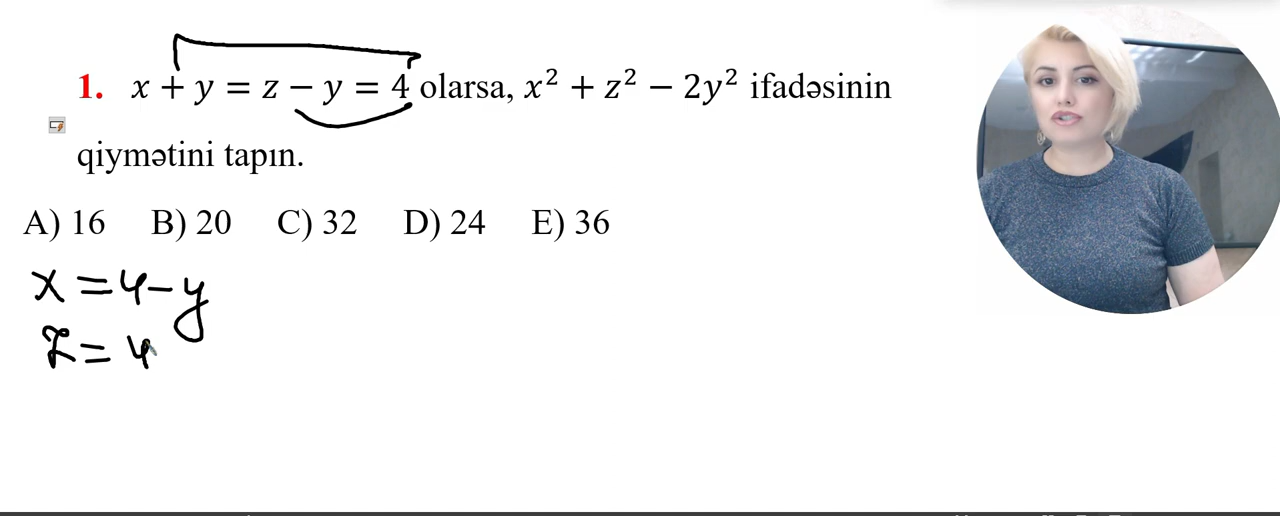 1. x + y = z − y = 4 olarsa, x² + z² − 2y² ifadəsinin
qiymətini tapın.
A) 16 B) 20 C) 32 D) 24 E) 36
x = 4 − y
z = 4